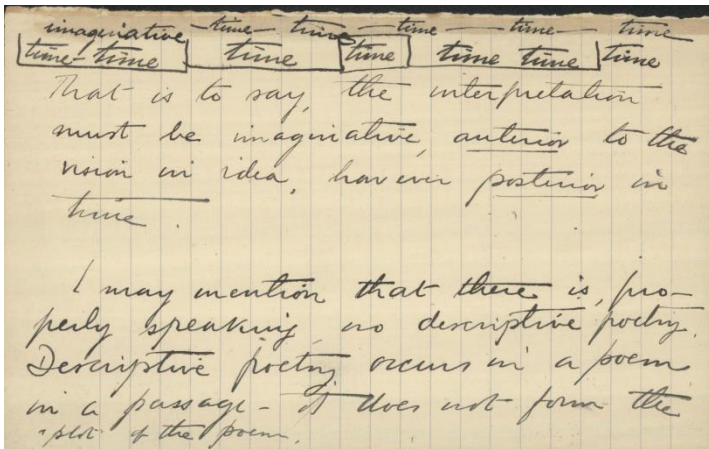 imaginative time time time time time
time-time time time time time time
That is to say, the interpretation
must be imaginative, anterior to the
vision in idea, however posterior in
time.
I may mention that there is, pro-
perly speaking, no descriptive poetry.
Descriptive poetry occurs in a poem
in a passage - it does not form the
"plot" of the poem.